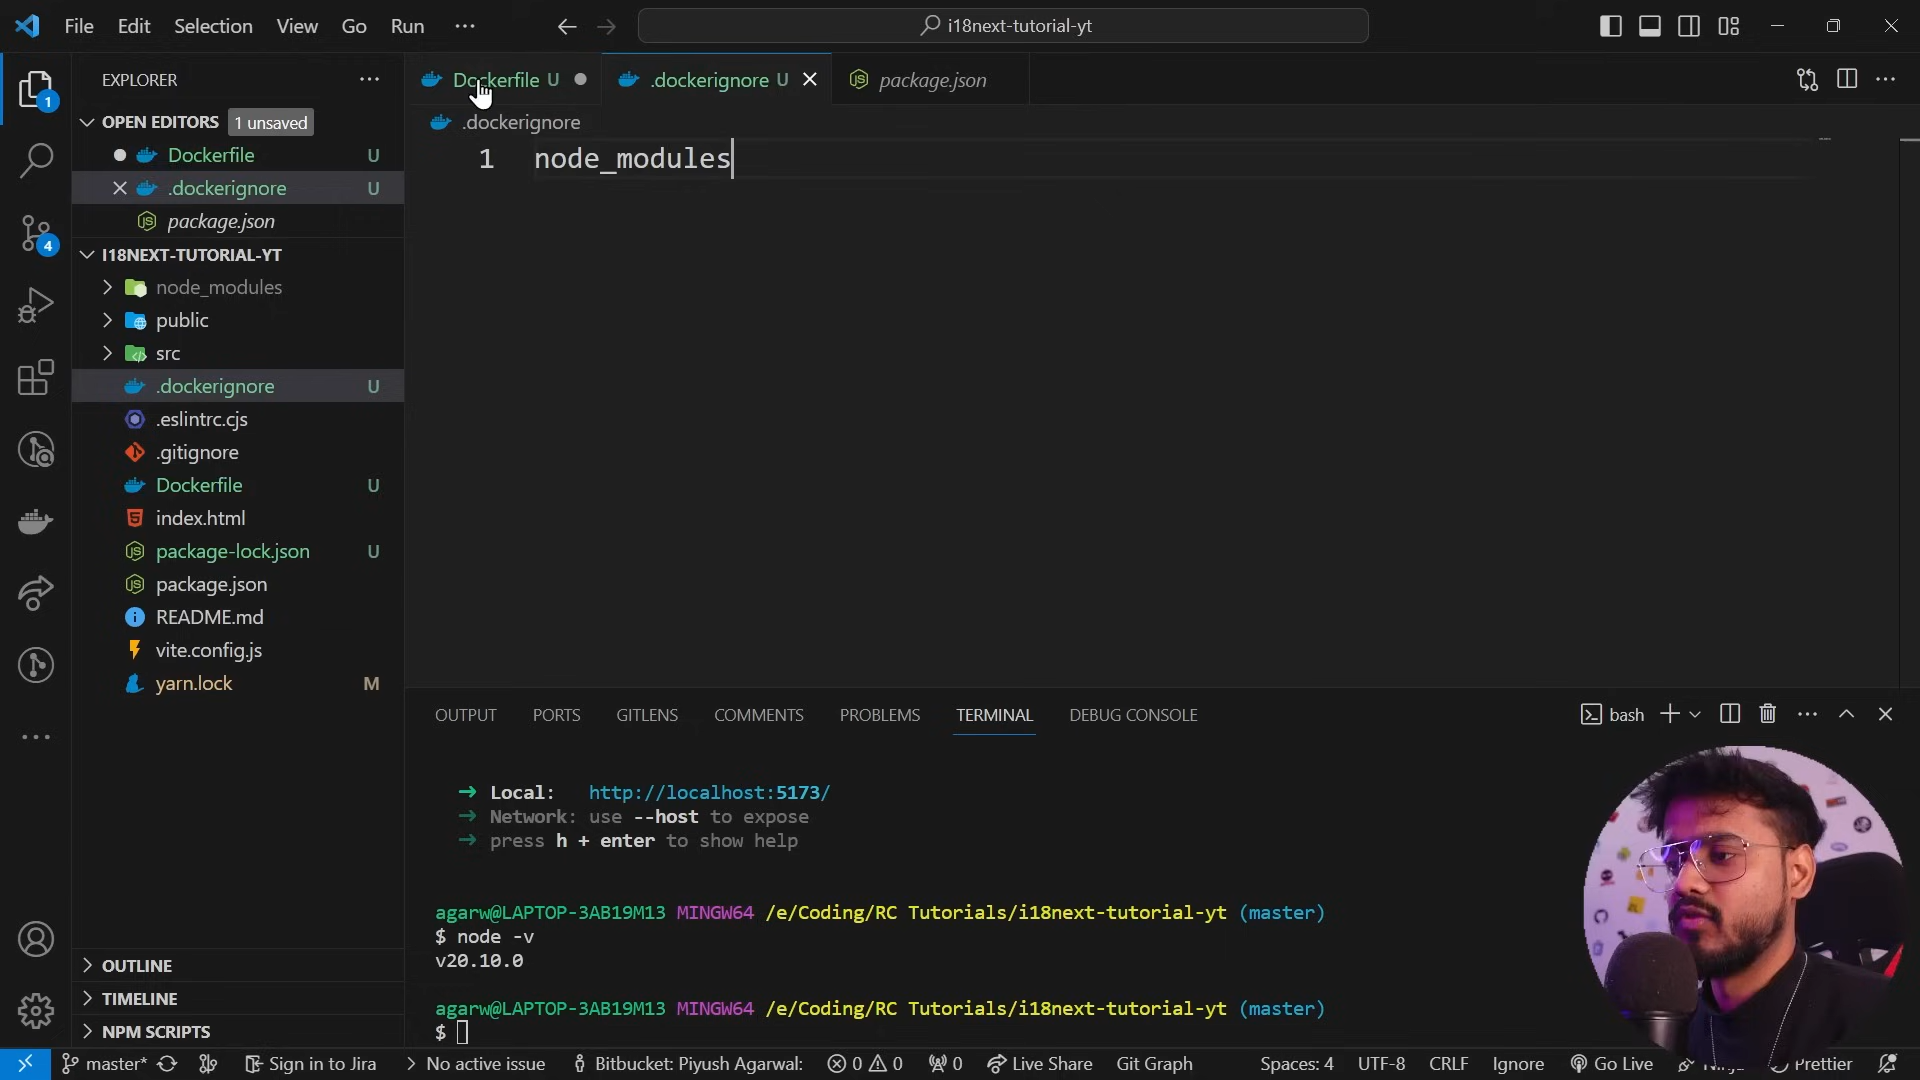 File Edit Selection View Go Run ···
i18next-tutorial-yt
EXPLORER
Dockerfile U
.dockerignore U
package.json
OPEN EDITORS 1 unsaved
Dockerfile U
.dockerignore U
package.json
.dockerignore
1 node_modules
I18NEXT-TUTORIAL-YT
node_modules
public
src
.dockerignore U
.eslintrc.cjs
.gitignore
Dockerfile U
index.html
package-lock.json U
package.json
README.md
vite.config.js
yarn.lock M
1
4
OUTLINE
TIMELINE
NPM SCRIPTS
OUTPUT PORTS GITLENS COMMENTS PROBLEMS TERMINAL DEBUG CONSOLE
bash
➜ Local: http://localhost:5173/
➜ Network: use --host to expose
➜ press h + enter to show help
agarw@LAPTOP-3AB19M13 MINGW64 /e/Coding/RC Tutorials/i18next-tutorial-yt (master)
$ node -v
v20.10.0
agarw@LAPTOP-3AB19M13 MINGW64 /e/Coding/RC Tutorials/i18next-tutorial-yt (master)
$
master* Sign in to Jira No active issue Bitbucket: Piyush Agarwal: 0 0 0 Live Share Git Graph Spaces: 4 UTF-8 CRLF Ignore Go Live Prettier